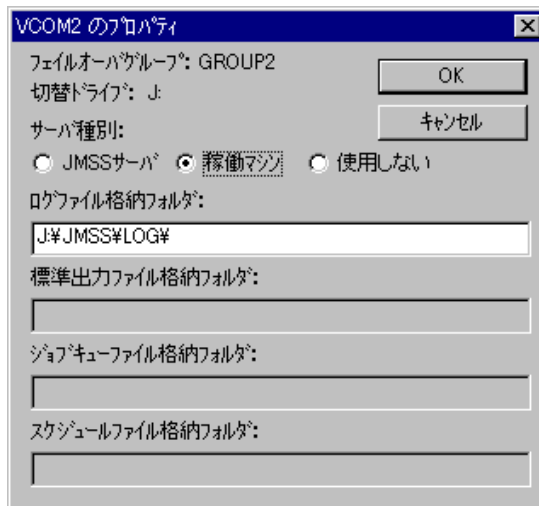 VCOM2 のﾌﾟﾛﾊﾟﾃｨ
ﾌｪｲﾙｵｰﾊﾞｸﾞﾙｰﾌﾟ: GROUP2
OK
切替ﾄﾞﾗｲﾌﾞ: J:
キャンセル
サーバ種別:
JMSSサーバ 稼働マシン 使用しない
ﾛｸﾞﾌｧｲﾙ格納ﾌｫﾙﾀﾞ:
J:¥JMSS¥LOG¥
標準出力ﾌｧｲﾙ格納ﾌｫﾙﾀﾞ:
ｼﾞｮﾌﾞｷｭｰﾌｧｲﾙ格納ﾌｫﾙﾀﾞ:
ｽｹｼﾞｭｰﾙﾌｧｲﾙ格納ﾌｫﾙﾀﾞ: